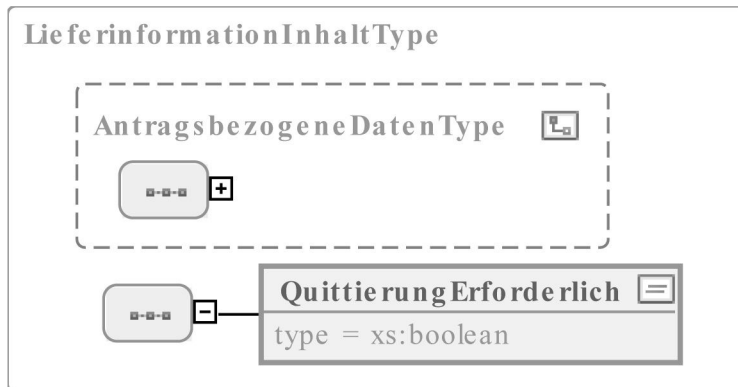 LieferinformationInhaltType
AntragsbezogeneDatenType
QuittierungErforderlich
type = xs:boolean